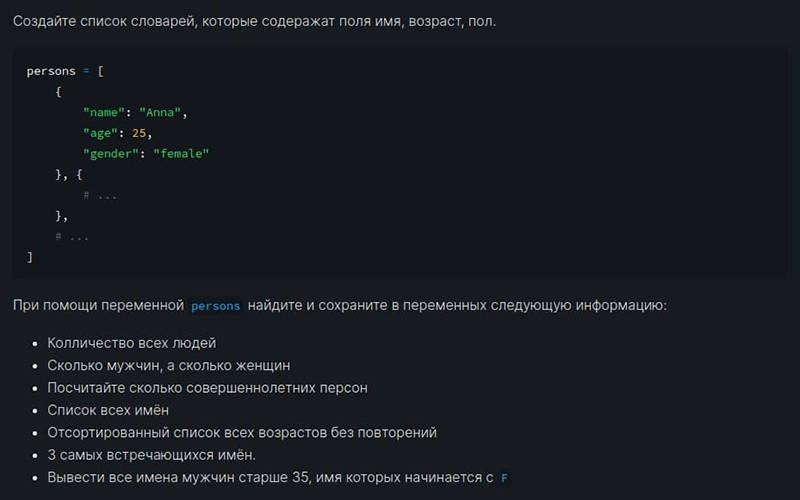 Создайте список словарей, которые содеражат поля имя, возраст, пол.
persons = [
    {
        "name": "Anna",
        "age": 25,
        "gender": "female"
    }, {
        # ...
    },
    # ...
]
При помощи переменной persons найдите и сохраните в переменных следующую информацию:
• Колличество всех людей
• Сколько мужчин, а сколько женщин
• Посчитайте сколько совершеннолетних персон
• Список всех имён
• Отсортированный список всех возрастов без повторений
• 3 самых встречающихся имён.
• Вывести все имена мужчин старше 35, имя которых начинается с F